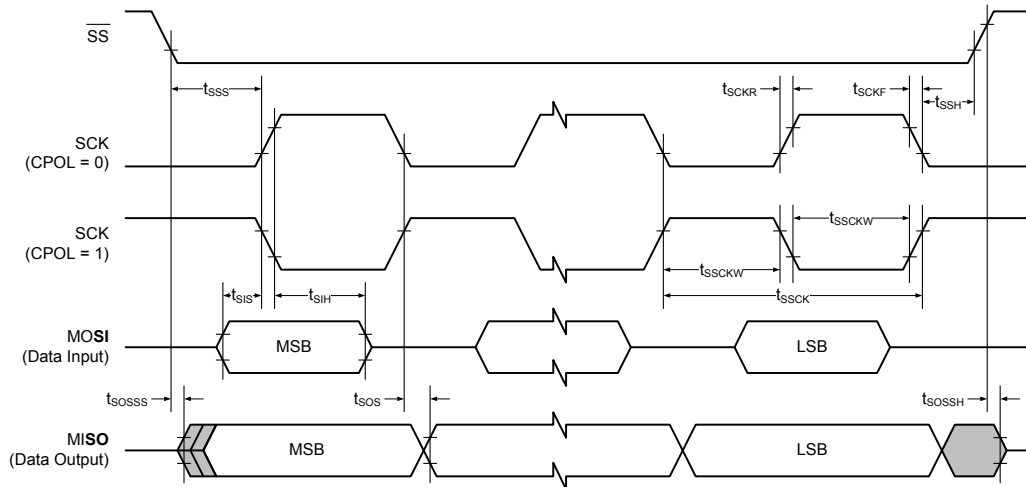 SS
tSSS
tSCKR
tSCKF
tSSH
SCK
(CPOL = 0)
SCK
(CPOL = 1)
tSSCKW
tSSCKW
tSIS
tSIH
tSSCK
MOSI
(Data Input)
MSB
LSB
tSOSSS
tSOS
tSOSSH
MISO
(Data Output)
MSB
LSB